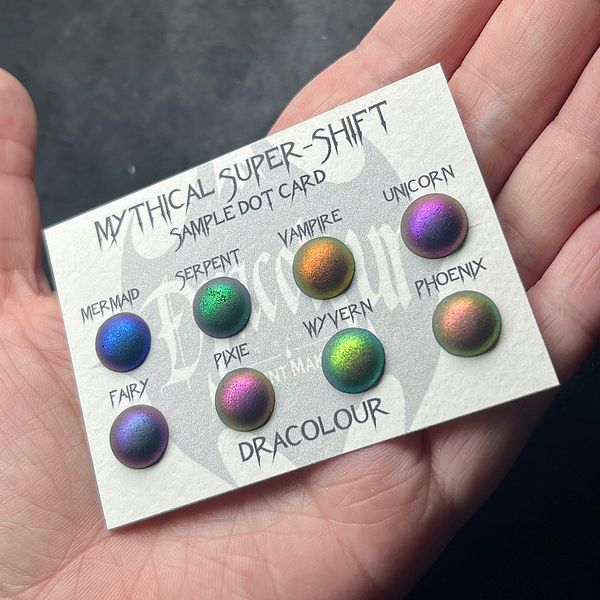 MYTHICAL SUPER-SHIFT
SAMPLE DOT CARD
MERMAID SERPENT VAMPIRE UNICORN
FAIRY PIXIE WYVERN PHOENIX
DRACOLOUR